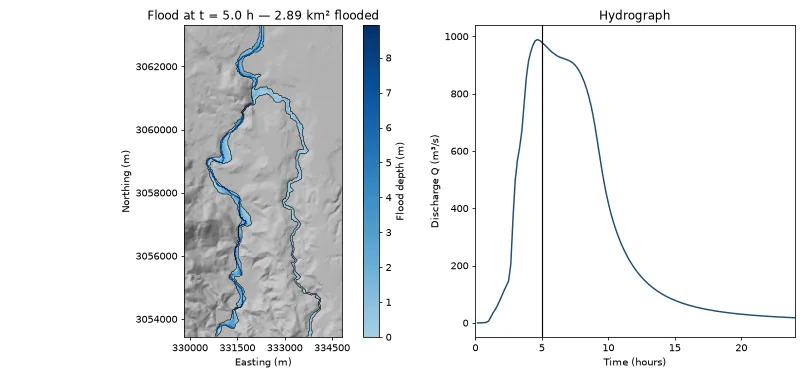 Flood at t = 5.0 h — 2.89 km² flooded
3062000
3060000
3058000
3056000
3054000
330000 331500 333000 334500
Northing (m)
Easting (m)
8
7
6
5
4
3
2
1
0
Flood depth (m)
Hydrograph
1000
800
600
400
200
0
0 5 10 15 20
Discharge Q (m³/s)
Time (hours)